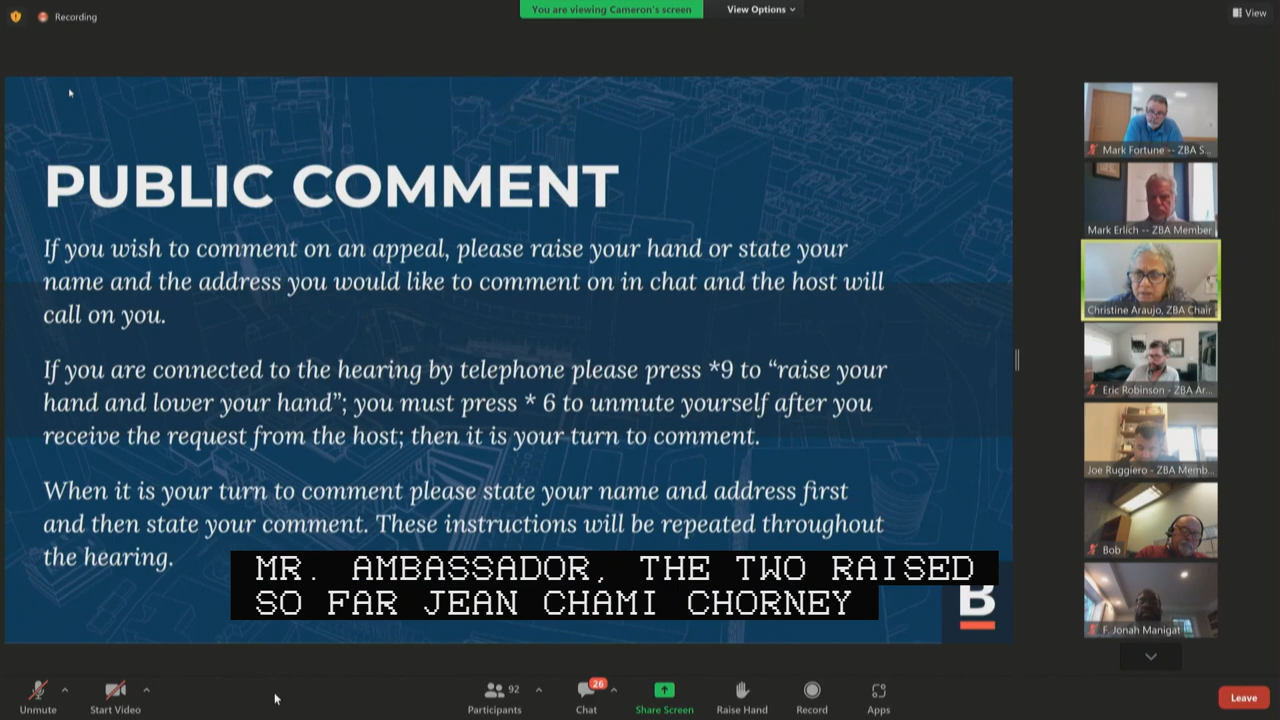 Recording
You are viewing Cameron's screen
View Options
View
PUBLIC COMMENT
If you wish to comment on an appeal, please raise your hand or state your
name and the address you would like to comment on in chat and the host will
call on you.
If you are connected to the hearing by telephone please press *9 to “raise your
hand and lower your hand”; you must press * 6 to unmute yourself after you
receive the request from the host; then it is your turn to comment.
When it is your turn to comment please state your name and address first
and then state your comment. These instructions will be repeated throughout
the hearing.
MR. AMBASSADOR, THE TWO RAISED
SO FAR JEAN CHAMI CHORNEY
B
Mark Fortune -- ZBA S...
Mark Erlich -- ZBA Member
Christine Araujo, ZBA Chair
Eric Robinson - ZBA Ar...
Joe Ruggiero - ZBA Memb...
Bob
F. Jonah Manigat
Unmute
Start Video
92
Participants
26
Chat
Share Screen
Raise Hand
Record
Apps
Leave